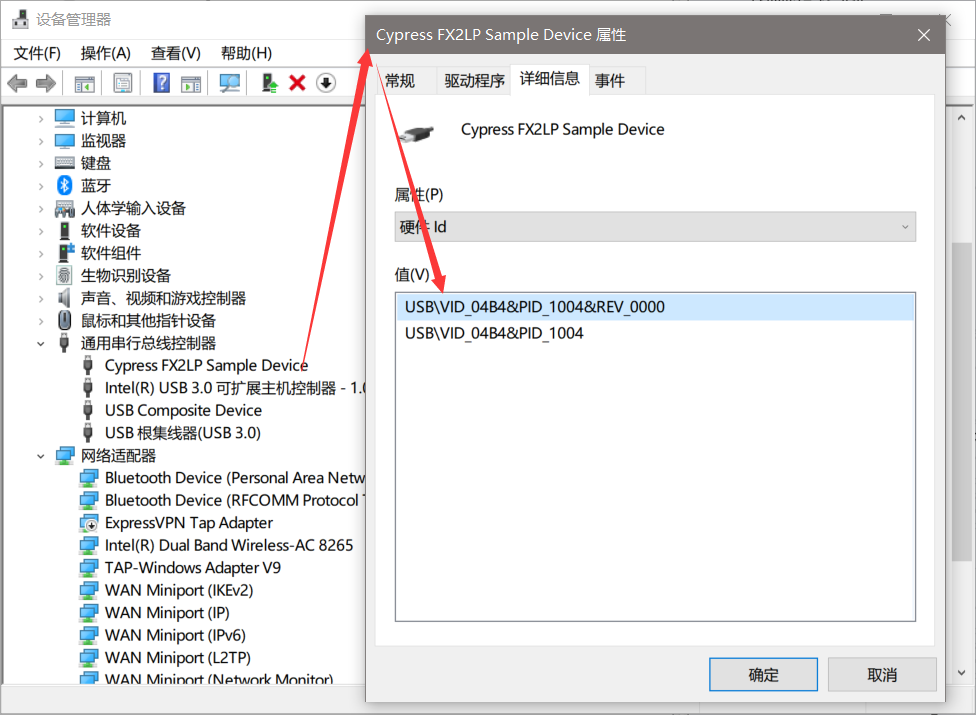 设备管理器
文件(F) 操作(A) 查看(V) 帮助(H)
计算机
监视器
键盘
蓝牙
人体学输入设备
软件设备
软件组件
生物识别设备
声音、视频和游戏控制器
鼠标和其他指针设备
通用串行总线控制器
Cypress FX2LP Sample Device
Intel(R) USB 3.0 可扩展主机控制器 - 1.0
USB Composite Device
USB 根集线器(USB 3.0)
网络适配器
Bluetooth Device (Personal Area Netw
Bluetooth Device (RFCOMM Protocol
ExpressVPN Tap Adapter
Intel(R) Dual Band Wireless-AC 8265
TAP-Windows Adapter V9
WAN Miniport (IKEv2)
WAN Miniport (IP)
WAN Miniport (IPv6)
WAN Miniport (L2TP)
WAN Miniport (Network Monitor)
Cypress FX2LP Sample Device 属性
常规 驱动程序 详细信息 事件
Cypress FX2LP Sample Device
属性(P)
硬件 Id
值(V)
USB\VID_04B4&PID_1004&REV_0000
USB\VID_04B4&PID_1004
确定 取消